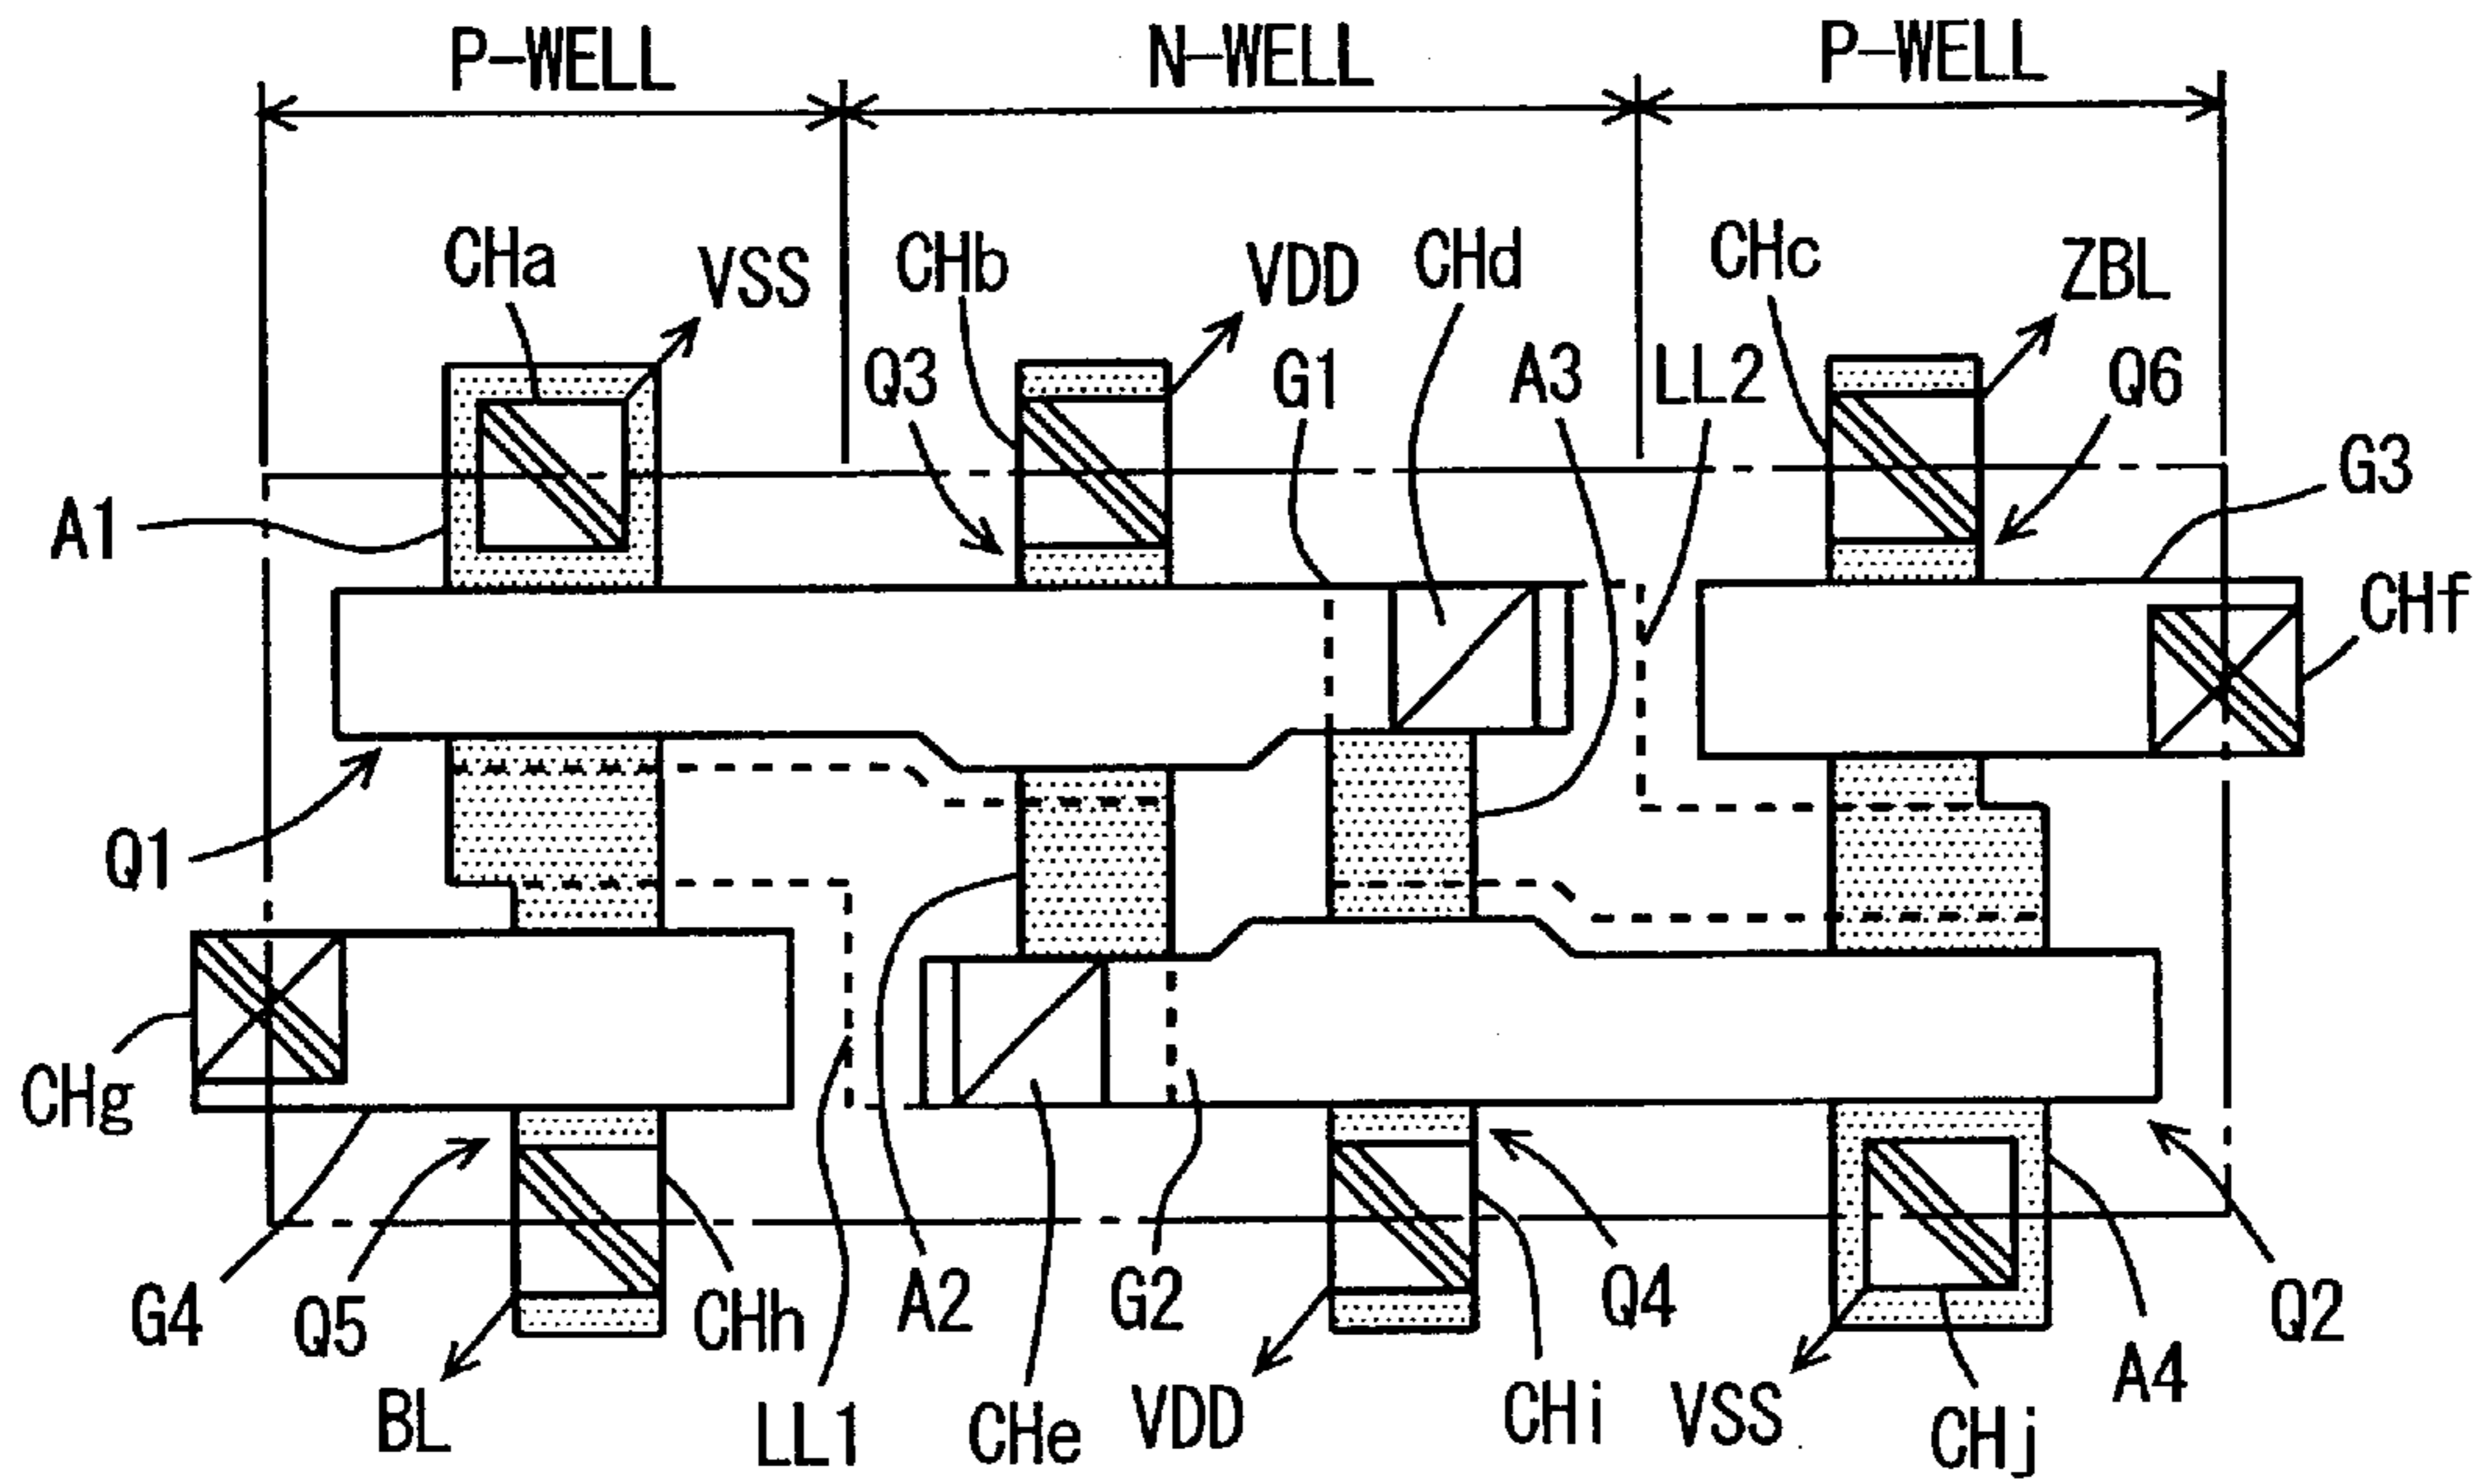 P-WELL N-WELL P-WELL
CHa VSS CHb VDD CHd CHc ZBL
Q3 G1 A3 LL2 Q6
G3
A1
CHf
Q1
CHg
G4 Q5 CHh A2 G2 Q4 Q2
BL LL1 CHe VDD CHi VSS CHj A4